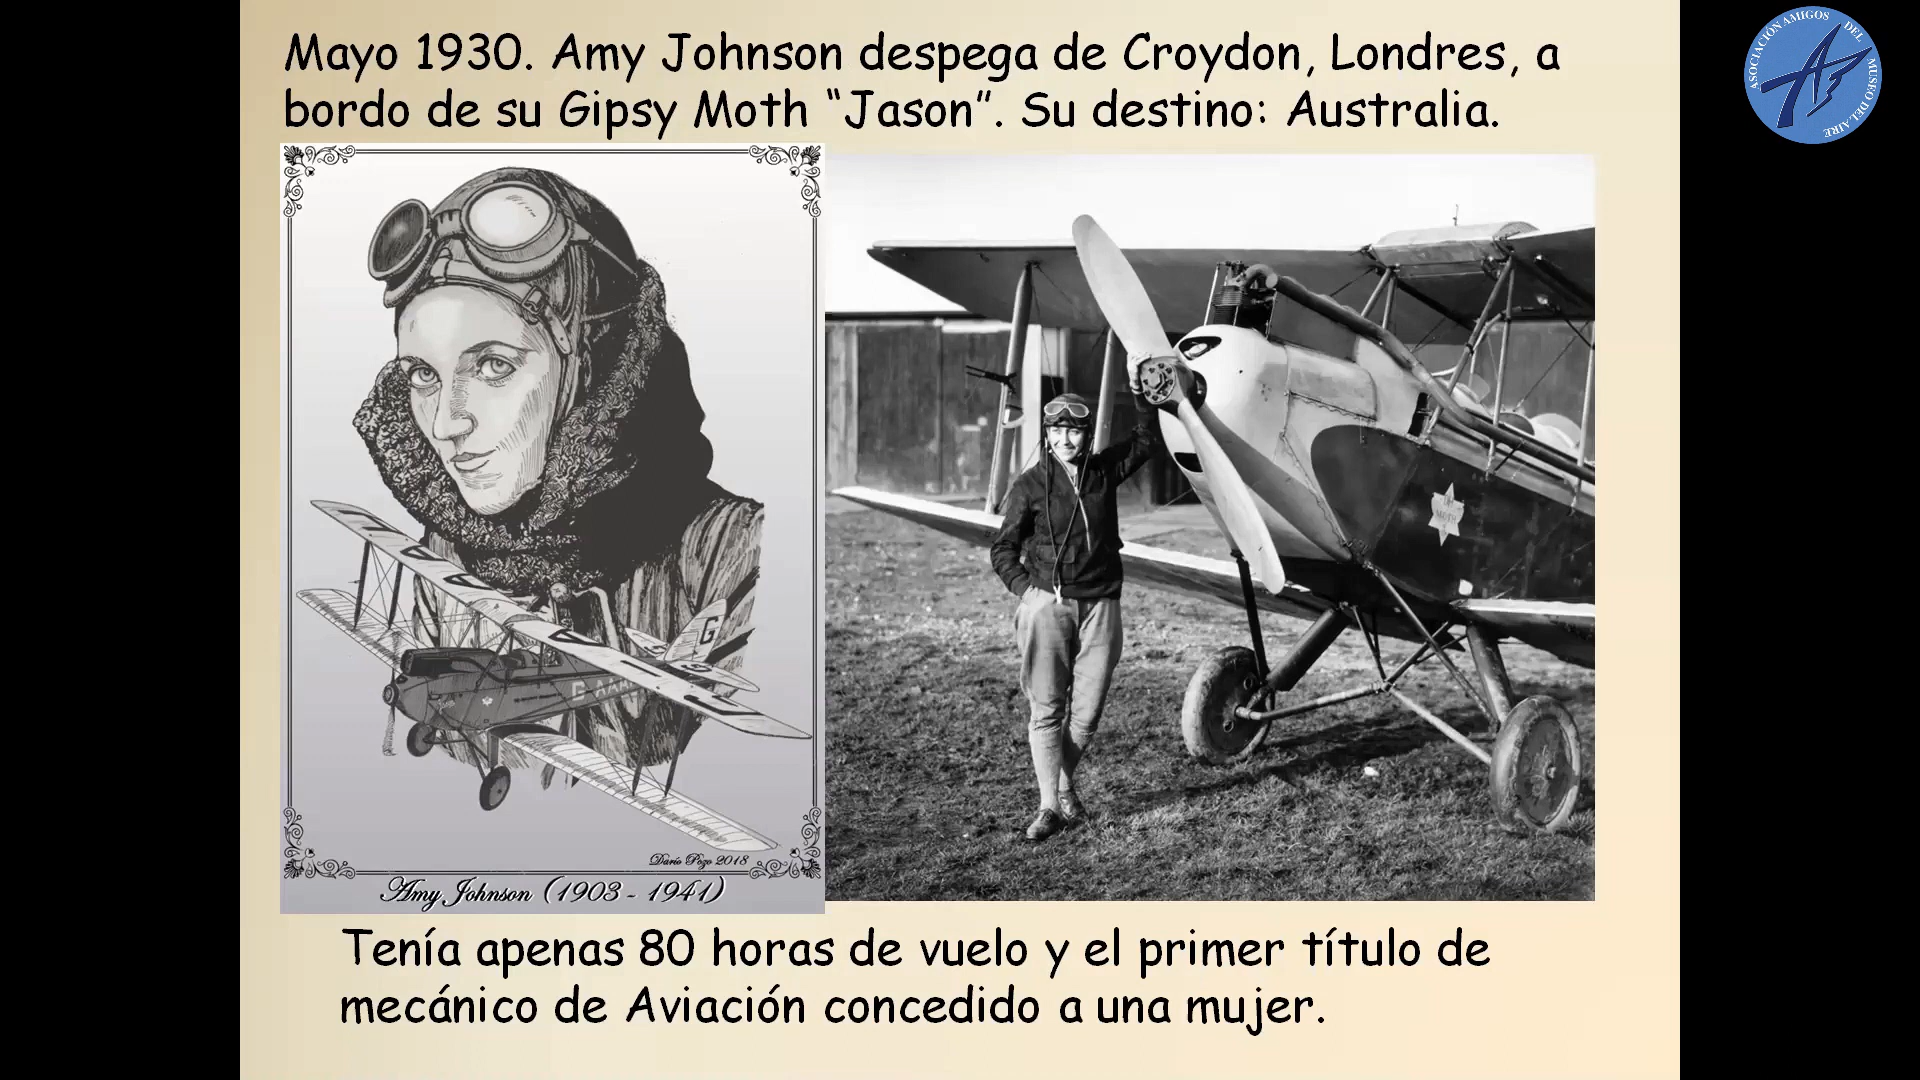 Mayo 1930. Amy Johnson despega de Croydon, Londres, a
bordo de su Gipsy Moth “Jason”. Su destino: Australia.
ASOCIACIÓN AMIGOS DEL MUSEO DEL AIRE
MOTH
G
Darío Pozo 2018
Amy Johnson (1903 - 1941)
Tenía apenas 80 horas de vuelo y el primer título de
mecánico de Aviación concedido a una mujer.